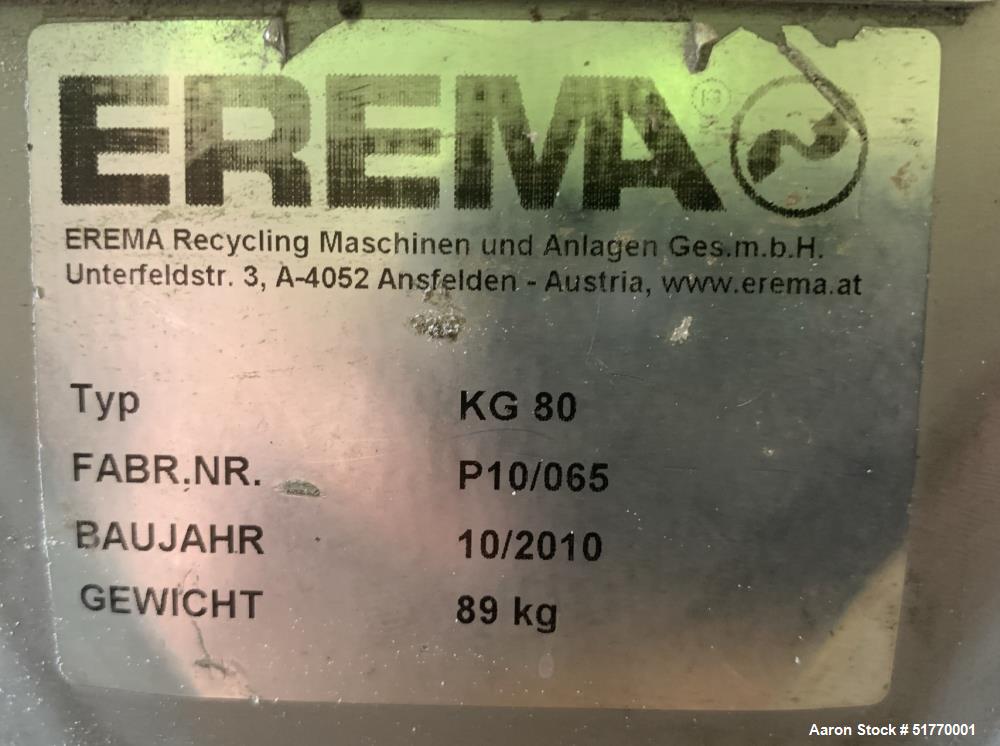 EREMA
EREMA Recycling Maschinen und Anlagen Ges.m.b.H.
Unterfeldstr. 3, A-4052 Ansfelden - Austria, www.erema.at
Typ KG 80
FABR.NR. P10/065
BAUJAHR 10/2010
GEWICHT 89 kg
Aaron Stock # 51770001